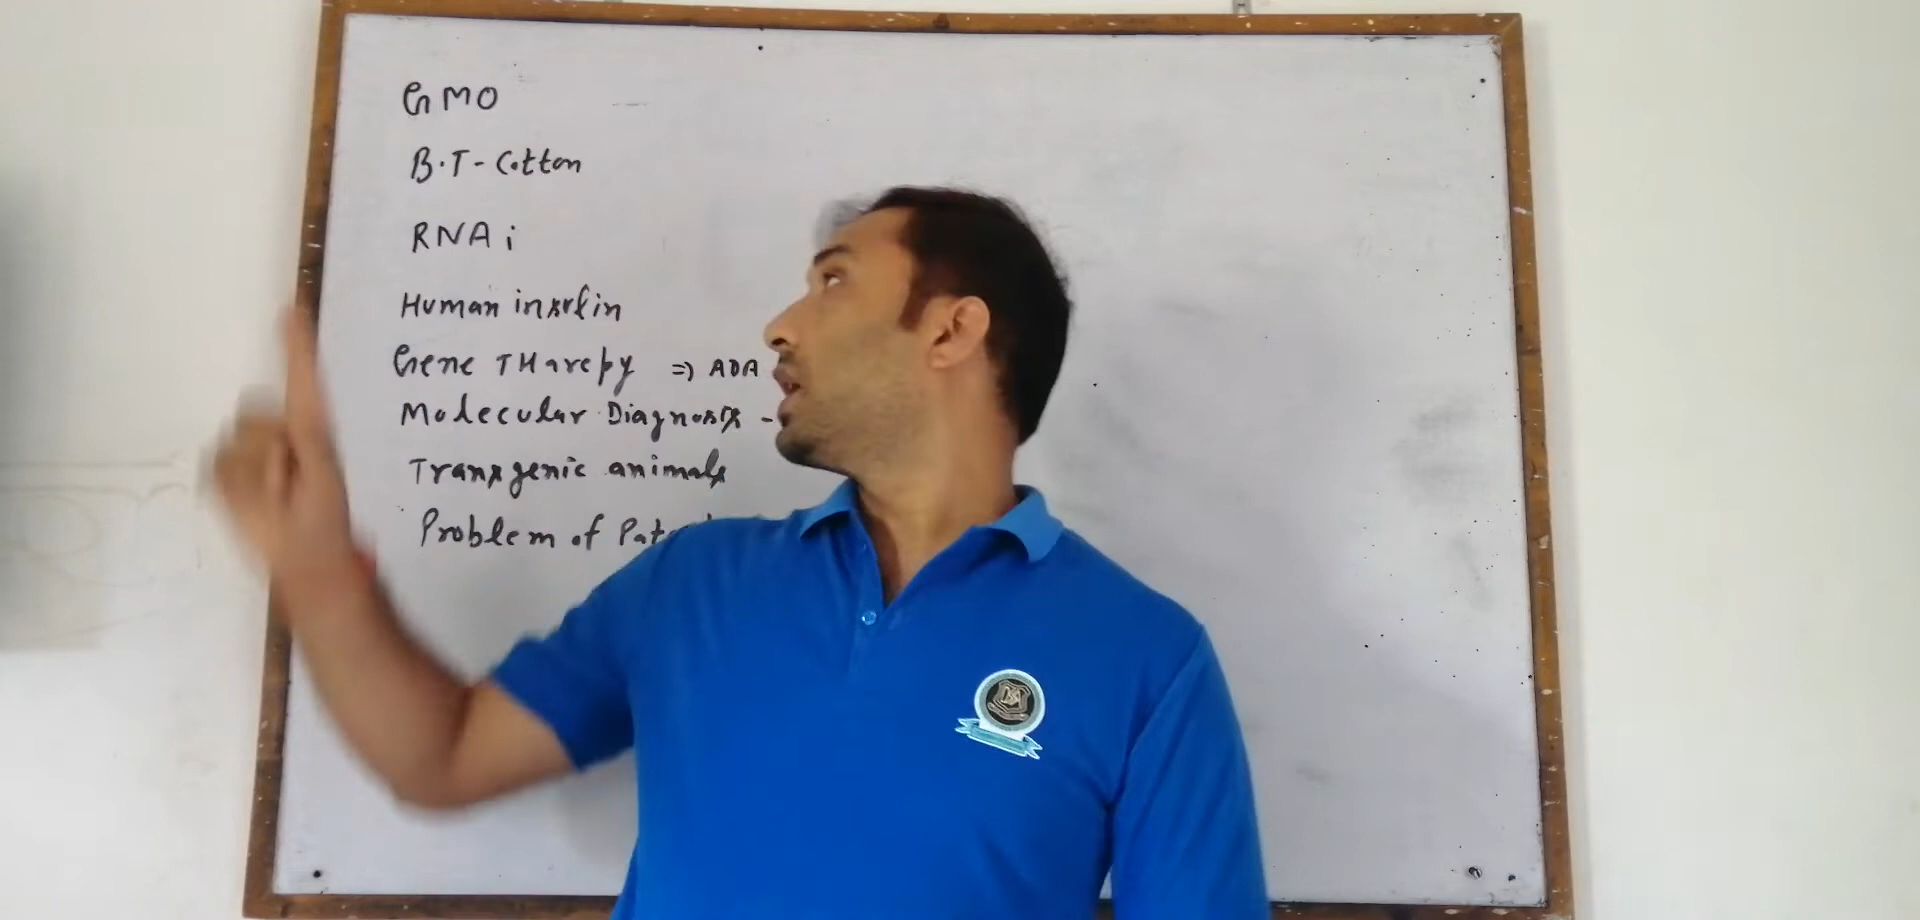 GMO
B.T- Cotton
RNAi
Human insulin
Gene THarepy => ADA
Molecular Diagnosis -
Transgenic animals
Problem of